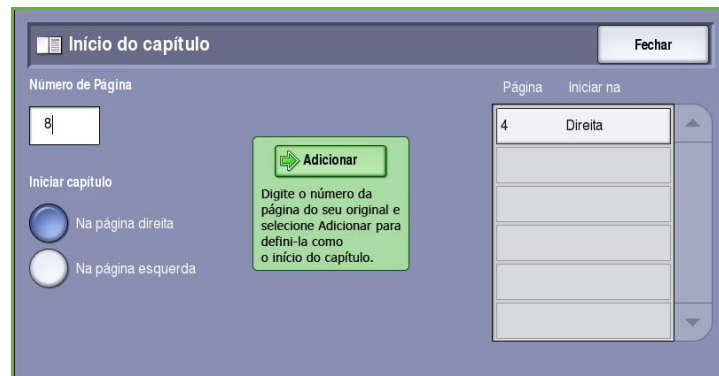 Início do capítulo
Fechar
Número de Página
8
Iniciar capítulo
Na página direita
Na página esquerda
Adicionar
Digite o número da
página do seu original e
selecione Adicionar para
defini-la como
o início do capítulo.
Página Iniciar na
4 Direita